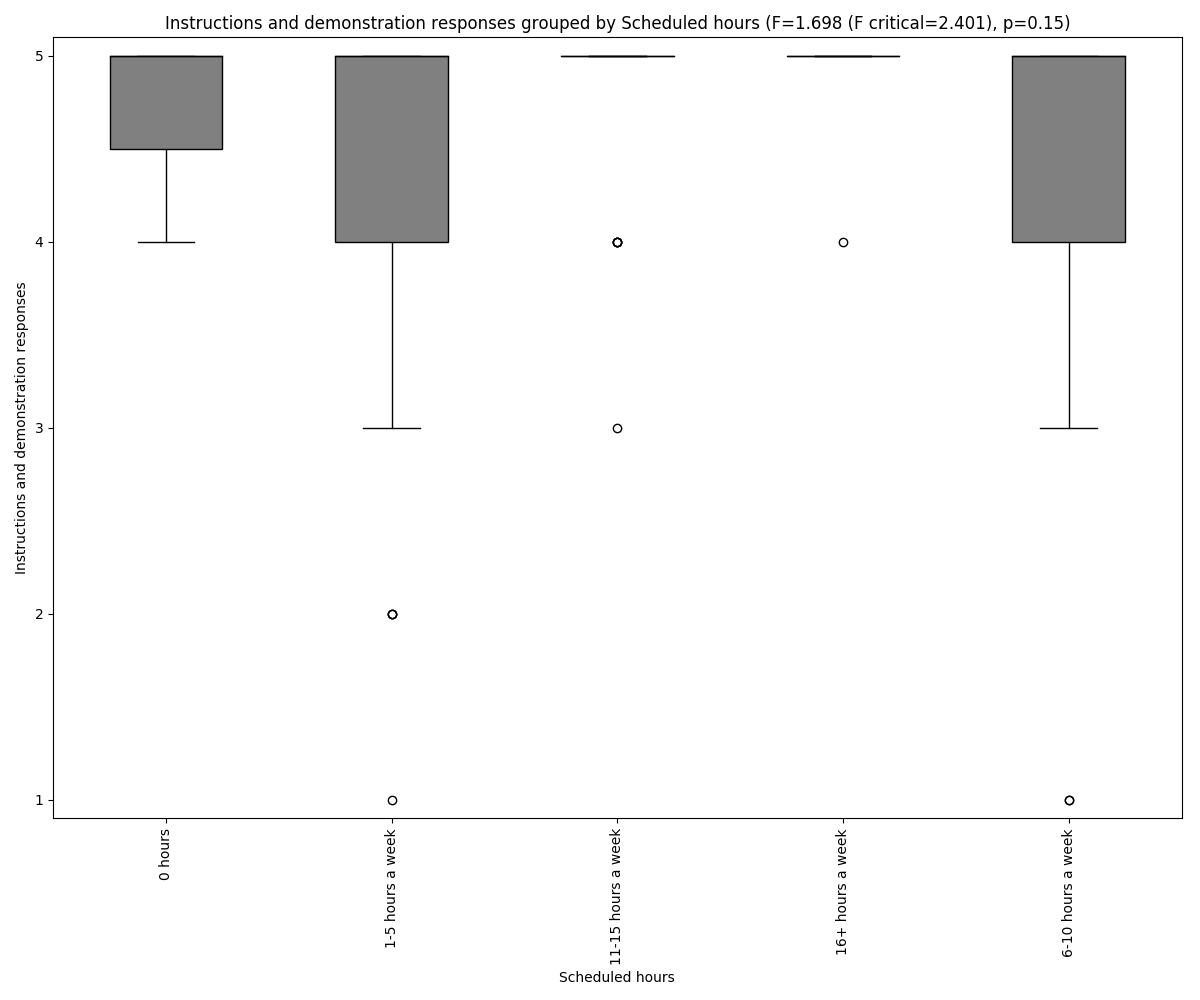 Instructions and demonstration responses grouped by Scheduled hours (F=1.698 (F critical=2.401), p=0.15)
Instructions and demonstration responses
5
4
3
2
1
0 hours
1-5 hours a week
11-15 hours a week
16+ hours a week
6-10 hours a week
Scheduled hours